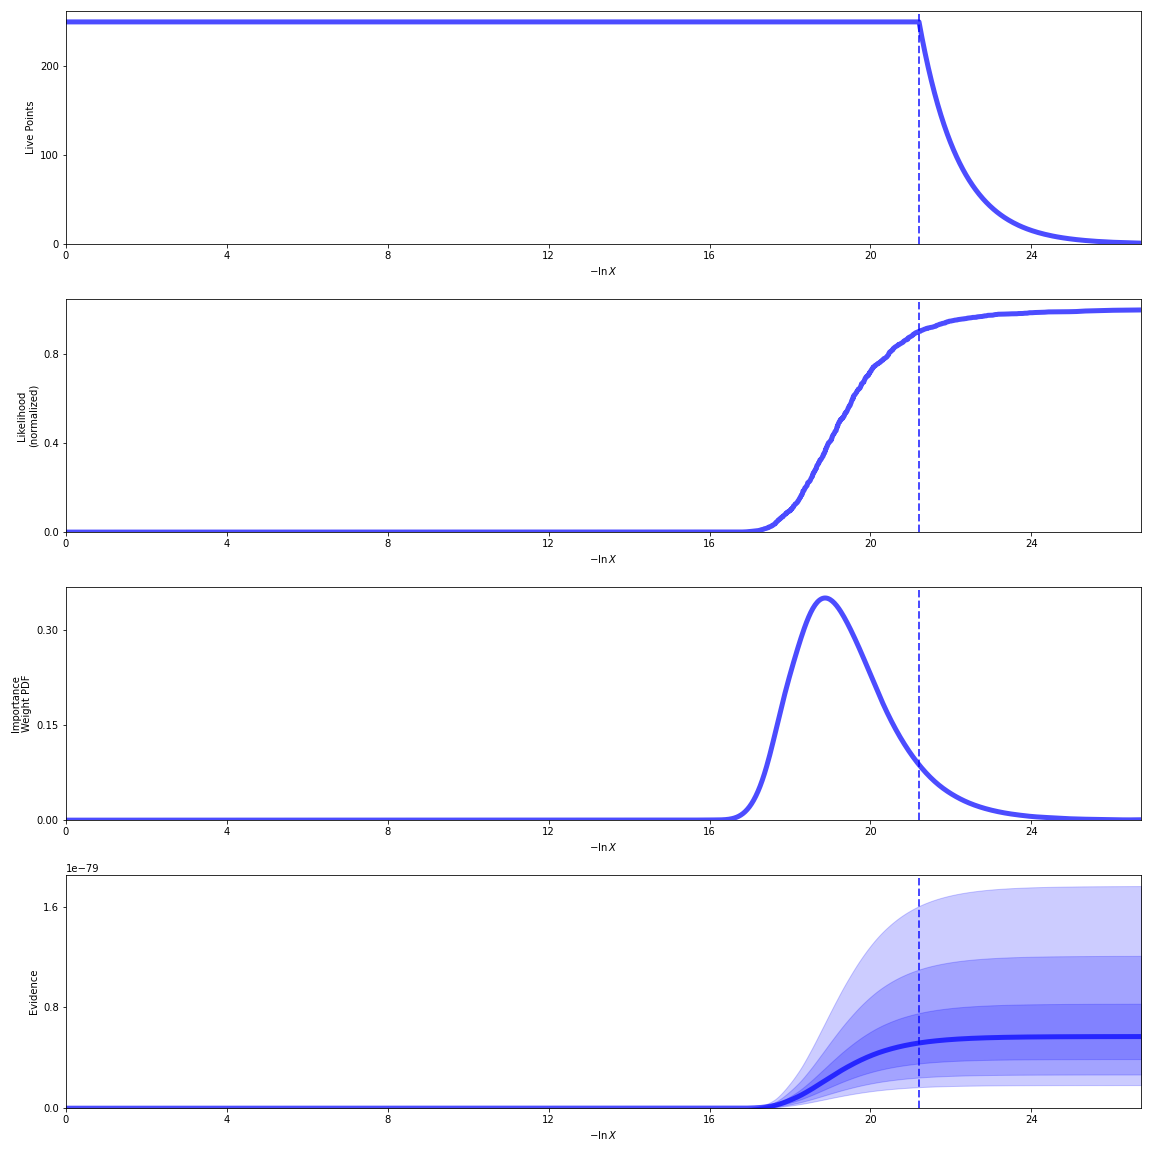 200
100
0
Live Points
0 4 8 12 16 20 24
−ln X
0.8
0.4
0.0
Likelihood
(normalized)
0 4 8 12 16 20 24
−ln X
0.30
0.15
0.00
Importance
Weight PDF
0 4 8 12 16 20 24
−ln X
1e−79
1.6
0.8
0.0
Evidence
0 4 8 12 16 20 24
−ln X